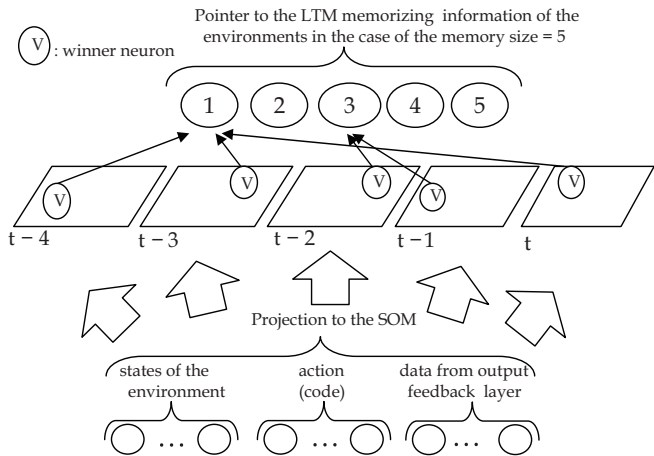 Pointer to the LTM memorizing information of the
environments in the case of the memory size = 5
V : winner neuron
1 2 3 4 5
V V V V V
t − 4 t − 3 t − 2 t −1 t
Projection to the SOM
states of the
environment
action
(code)
data from output
feedback layer
... ... ...